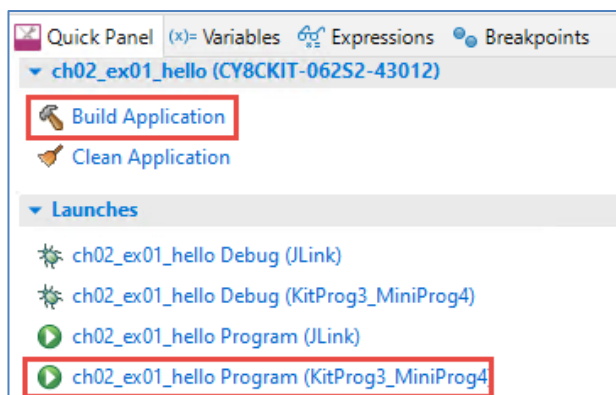 Quick Panel (x)= Variables Expressions Breakpoints
ch02_ex01_hello (CY8CKIT-062S2-43012)
Build Application
Clean Application
Launches
ch02_ex01_hello Debug (JLink)
ch02_ex01_hello Debug (KitProg3_MiniProg4)
ch02_ex01_hello Program (JLink)
ch02_ex01_hello Program (KitProg3_MiniProg4)